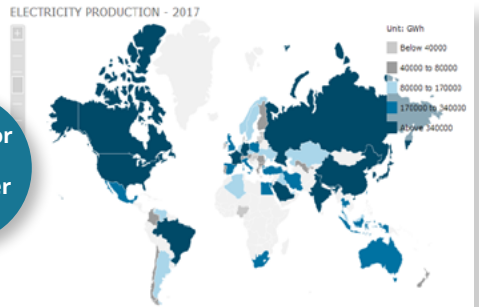 ELECTRICITY PRODUCTION - 2017
Unit: GWh
Below 40000
40000 to 80000
80000 to 170000
170000 to 340000
Above 340000
or
er